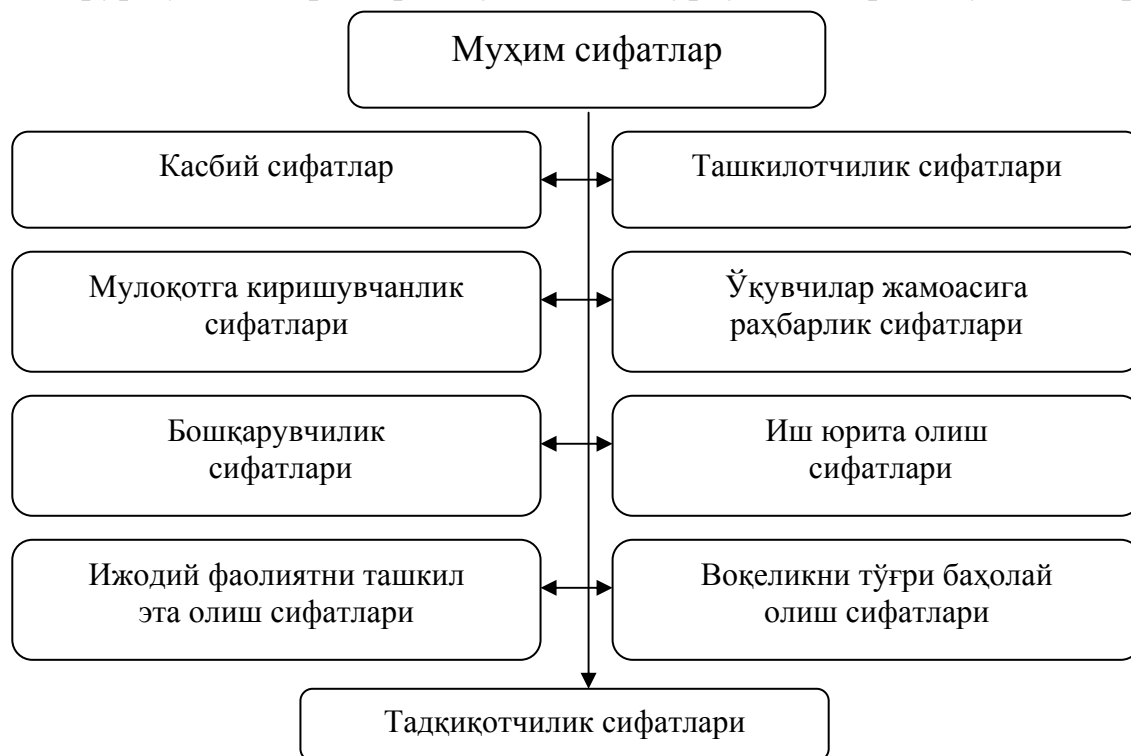 Муҳим сифатлар
Касбий сифатлар
Ташкилотчилик сифатлари
Мулоқотга киришувчанлик
сифатлари
Ўқувчилар жамоасига
раҳбарлик сифатлари
Бошқарувчилик
сифатлари
Иш юрита олиш
сифатлари
Ижодий фаолиятни ташкил
эта олиш сифатлари
Воқеликни тўғри баҳолай
олиш сифатлари
Тадқиқотчилик сифатлари